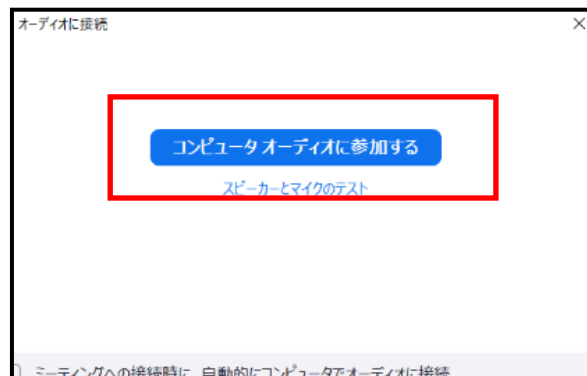 オーディオに接続
コンピュータ オーディオに参加する
スピーカーとマイクのテスト
ミーティングへの接続時に、自動的にコンピュータでオーディオに接続